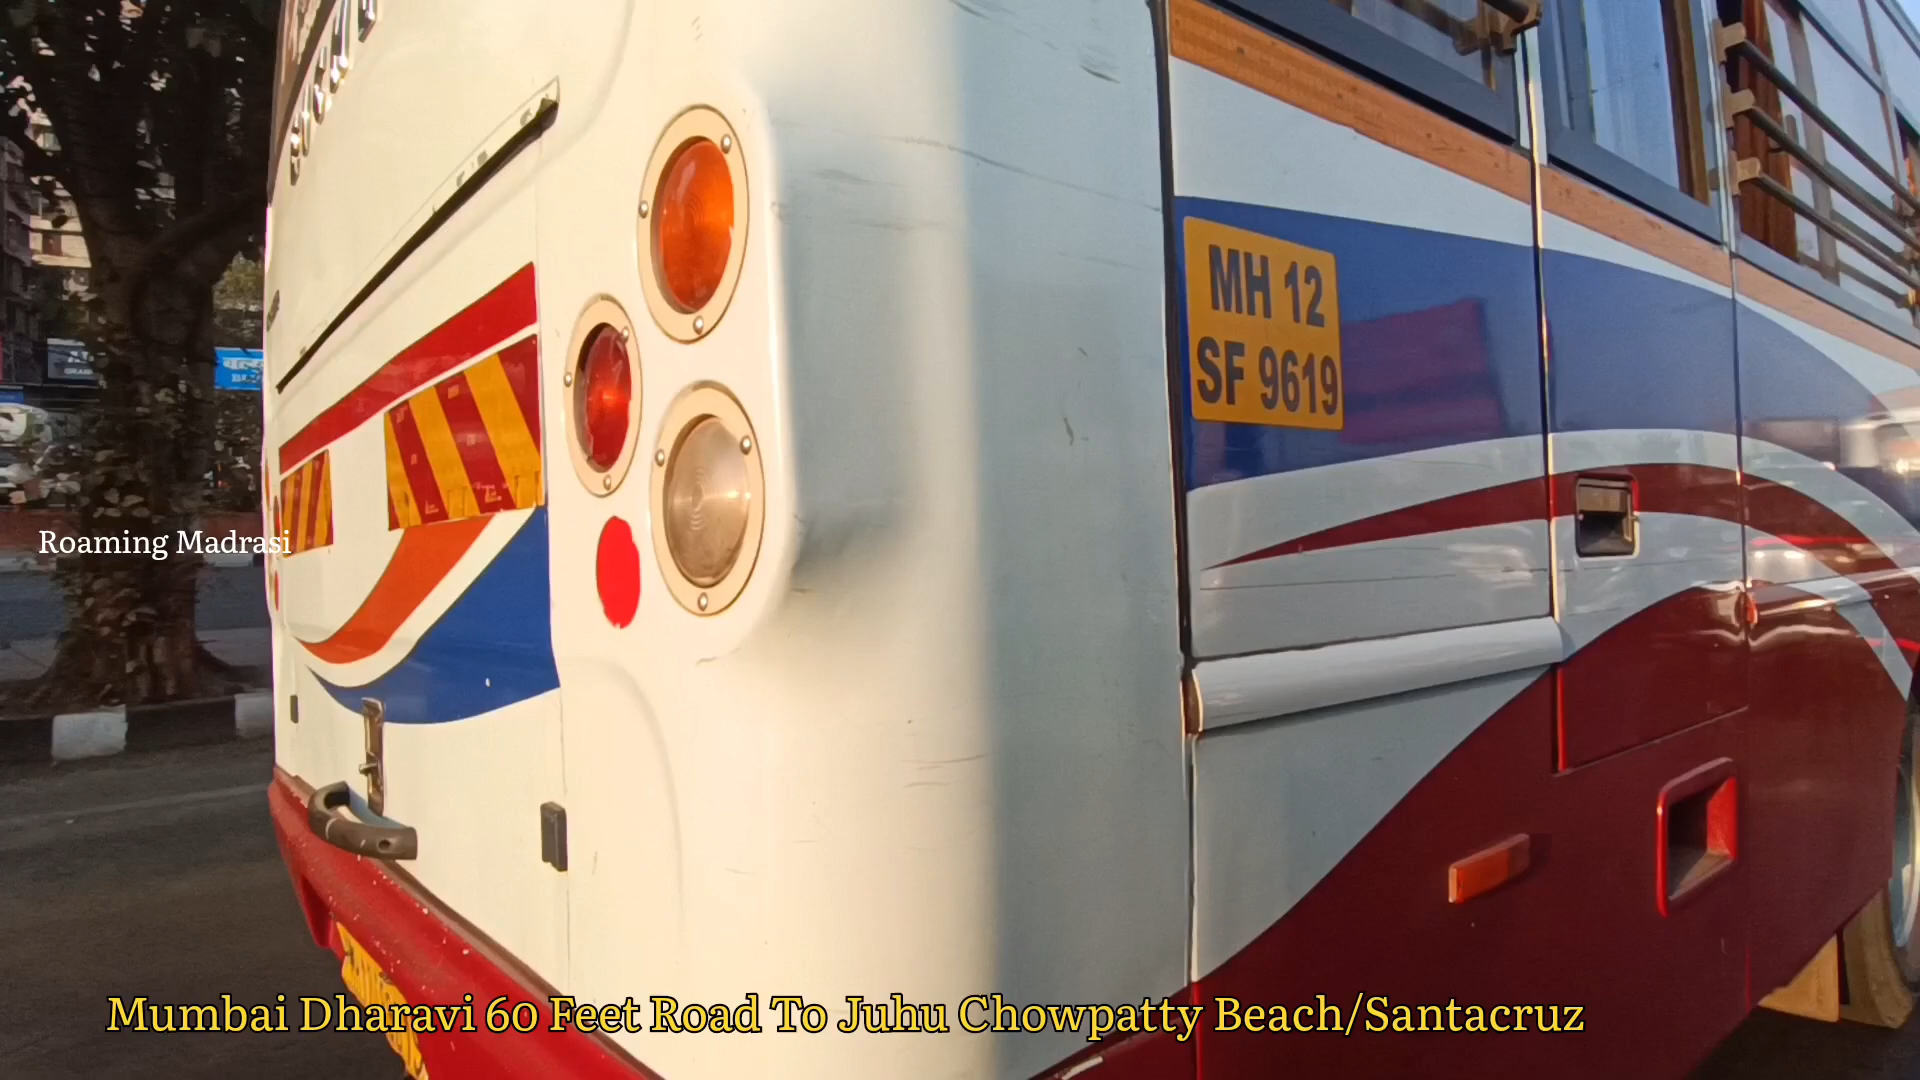 MH 12
SF 9619
Roaming Madrasi
Mumbai Dharavi 60 Feet Road To Juhu Chowpatty Beach/Santacruz